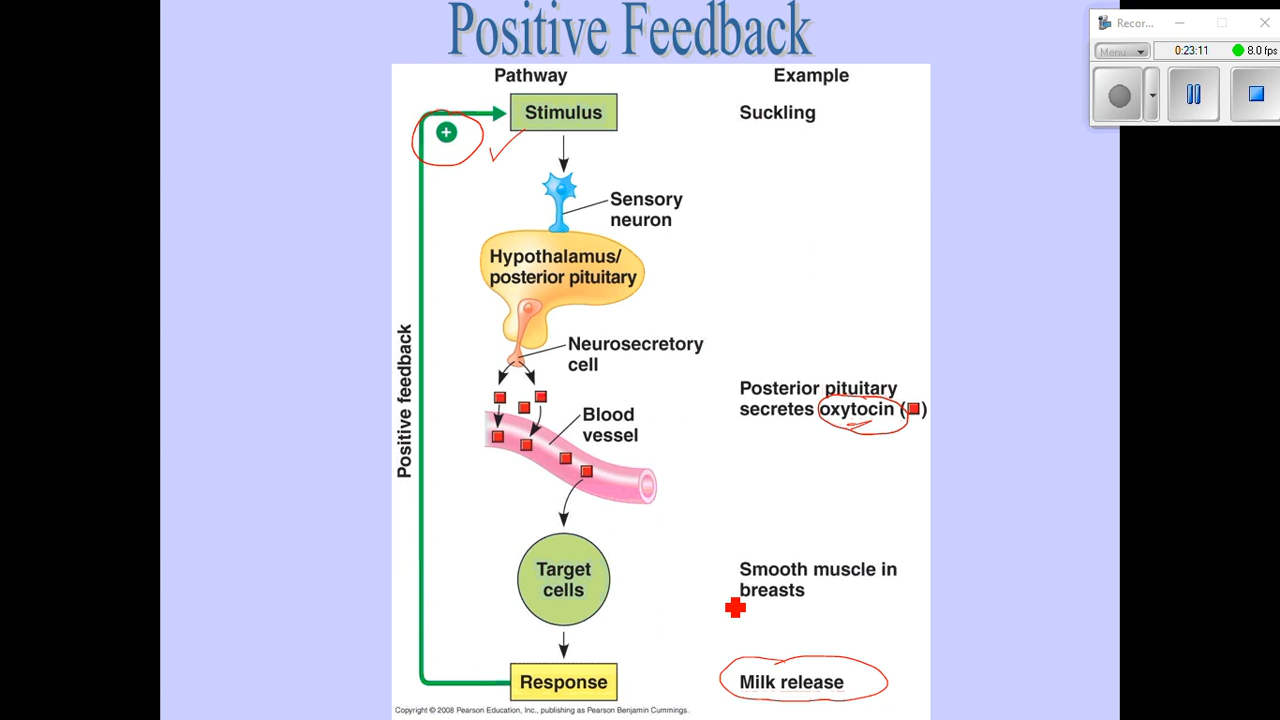 Positive Feedback
Recor...
Menu
0:23:11
8.0 fps
Pathway
Example
Stimulus
Suckling
+
Sensory
neuron
Hypothalamus/
posterior pituitary
Neurosecretory
cell
Positive feedback
Posterior pituitary
secretes oxytocin ( )
Blood
vessel
Target
cells
Smooth muscle in
breasts
Response
Milk release
Copyright © 2008 Pearson Education, Inc., publishing as Pearson Benjamin Cummings.